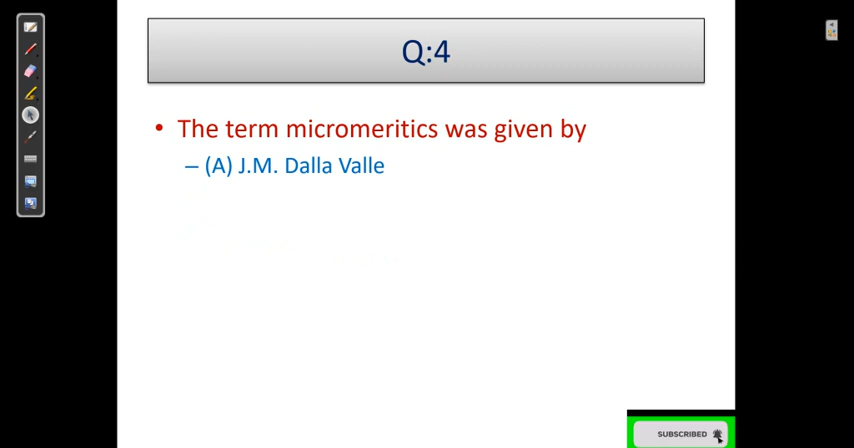 Q:4
• The term micromeritics was given by
– (A) J.M. Dalla Valle
SUBSCRIBED